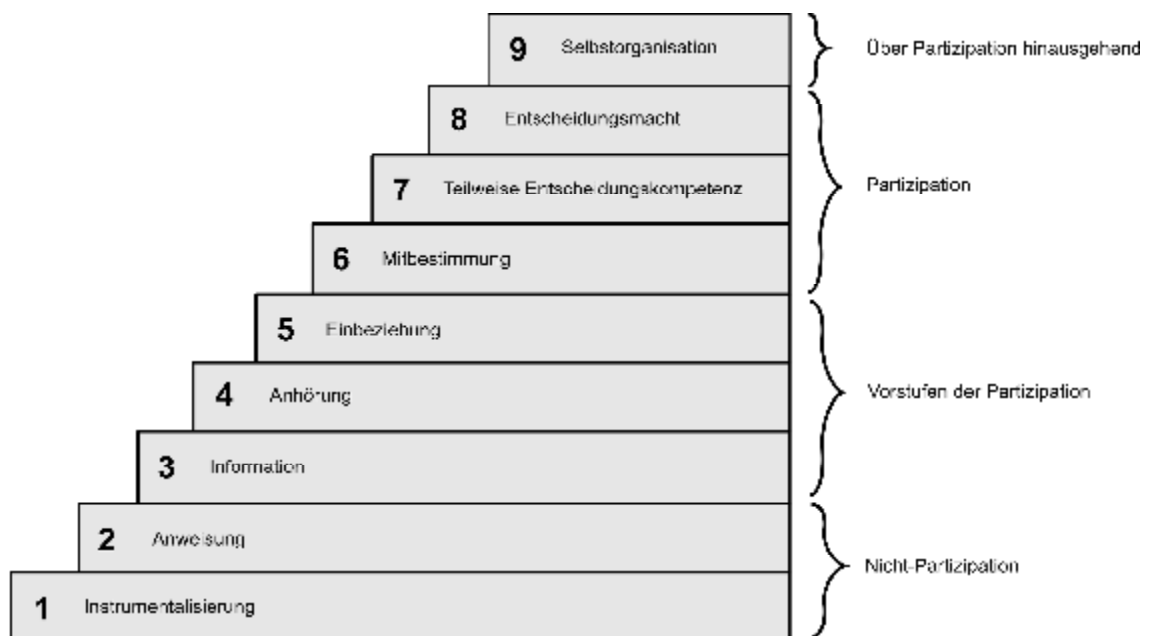 9 Selbstorganisation
Über Partizipation hinausgehend
8 Entscheidungsmacht
7 Teilweise Entscheidungskompetenz
Partizipation
6 Mitbestimmung
5 Einbeziehung
4 Anhörung
Vorstufen der Partizipation
3 Information
2 Anweisung
Nicht-Partizipation
1 Instrumentalisierung